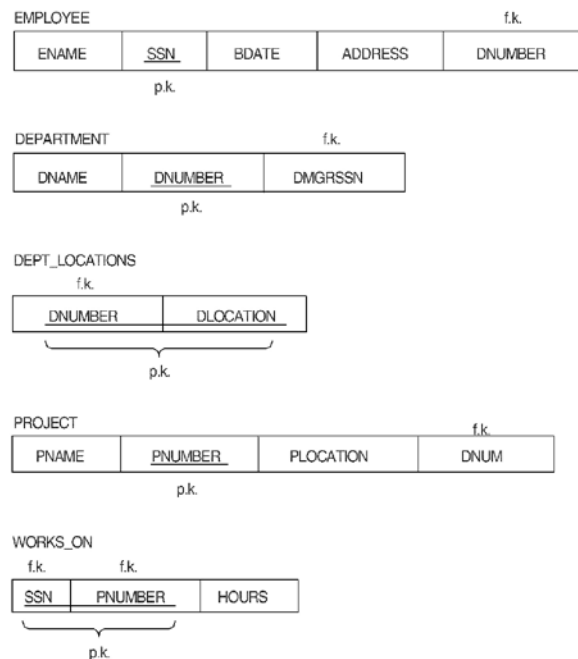 EMPLOYEE f.k.
ENAME SSN BDATE ADDRESS DNUMBER
p.k.
DEPARTMENT f.k.
DNAME DNUMBER DMGRSSN
p.k.
DEPT_LOCATIONS
f.k.
DNUMBER DLOCATION
p.k.
PROJECT f.k.
PNAME PNUMBER PLOCATION DNUM
p.k.
WORKS_ON
f.k. f.k.
SSN PNUMBER HOURS
p.k.